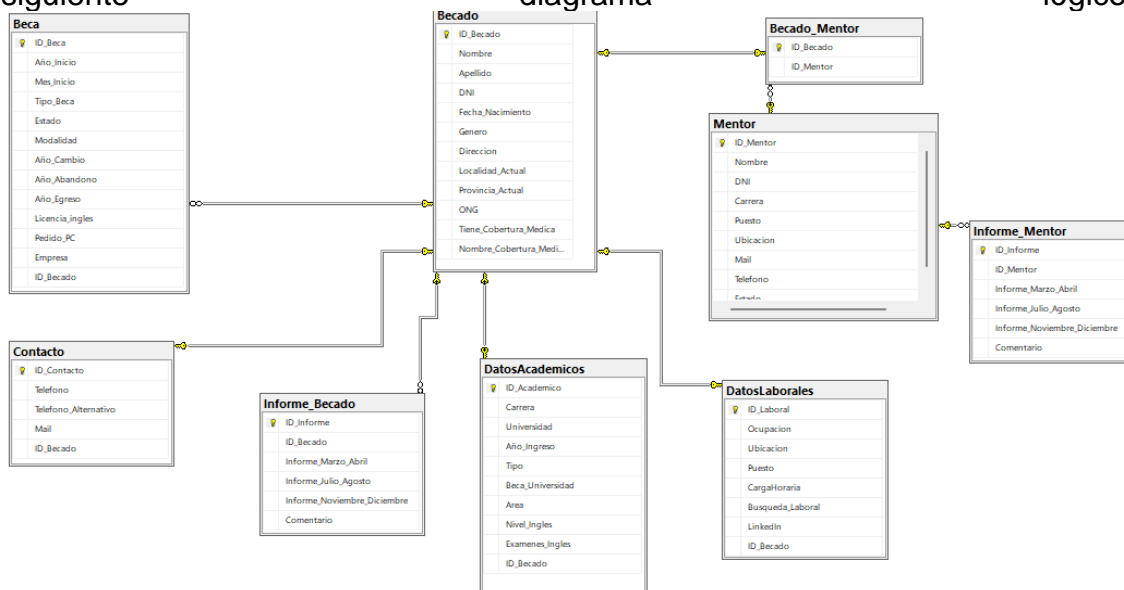 siguiente diagrama lógico
Beca
ID_Beca
Año_Inicio
Mes_Inicio
Tipo_Beca
Estado
Modalidad
Año_Cambio
Año_Abandono
Año_Egreso
Licencia_ingles
Pedido_PC
Empresa
ID_Becado
Becado
ID_Becado
Nombre
Apellido
DNI
Fecha_Nacimiento
Genero
Direccion
Localidad_Actual
Provincia_Actual
ONG
Tiene_Cobertura_Medica
Nombre_Cobertura_Medi...
Becado_Mentor
ID_Becado
ID_Mentor
Mentor
ID_Mentor
Nombre
DNI
Carrera
Puesto
Ubicacion
Mail
Telefono
Estado
Informe_Mentor
ID_Informe
ID_Mentor
Informe_Marzo_Abril
Informe_Julio_Agosto
Informe_Noviembre_Diciembre
Comentario
Contacto
ID_Contacto
Telefono
Telefono_Alternativo
Mail
ID_Becado
Informe_Becado
ID_Informe
ID_Becado
Informe_Marzo_Abril
Informe_Julio_Agosto
Informe_Noviembre_Diciembre
Comentario
DatosAcademicos
ID_Academico
Carrera
Universidad
Año_Ingreso
Tipo
Beca_Universidad
Area
Nivel_Ingles
Examenes_Ingles
ID_Becado
DatosLaborales
ID_Laboral
Ocupacion
Ubicacion
Puesto
CargaHoraria
Busqueda_Laboral
LinkedIn
ID_Becado